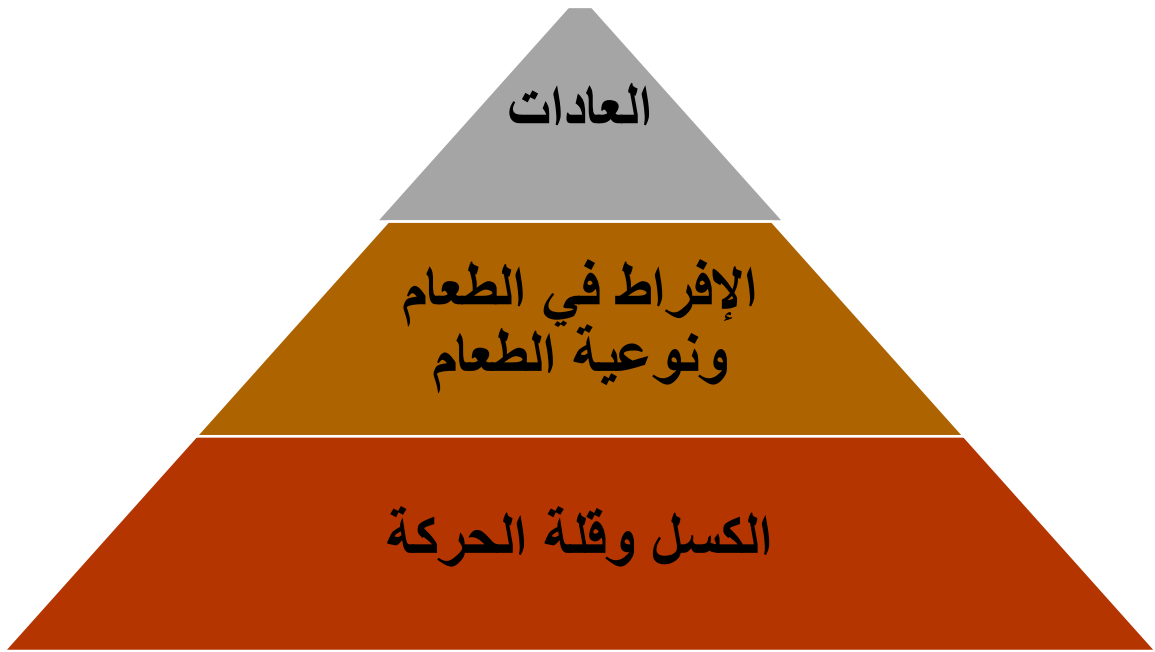 العادات
الإفراط في الطعام
ونوعية الطعام
الكسل وقلة الحركة